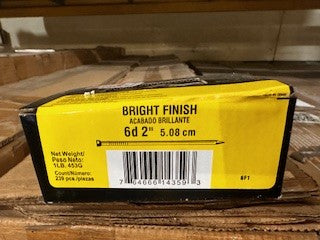 BRIGHT FINISH
ACABADO BRILLANTE
6d 2" 5.08 cm
Net Weight/
Peso Neto:
1LB. 453G
Count/Número:
239 pcs./piezas
7 64666 14359 3
6F1